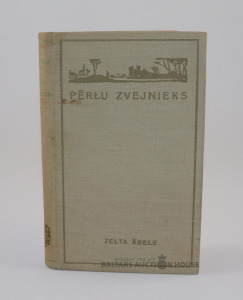 PĒRĻU ZVEJNIEKS
ZELTA ĀBELE
BALTARS AUCTION HOUSE